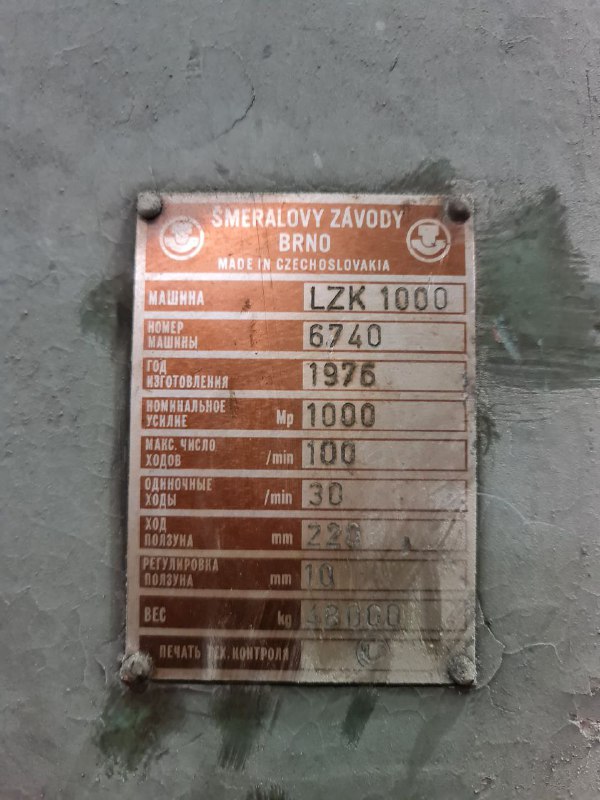 ŠMERALOVY ZÁVODY
BRNO
MADE IN CZECHOSLOVAKIA
МАШИНА LZK 1000
НОМЕР
МАШИНЫ 6740
ГОД
ИЗГОТОВЛЕНИЯ 1976
НОМИНАЛЬНОЕ
УСИЛИЕ Mp 1000
МАКС. ЧИСЛО
ХОДОВ /min 100
ОДИНОЧНЫЕ
ХОДЫ /min 30
ХОД
ПОЛЗУНА mm
РЕГУЛИРОВКА
ПОЛЗУНА mm 10
ВЕС kg 48000
ПЕЧАТЬ ТЕХ. КОНТРОЛЯ